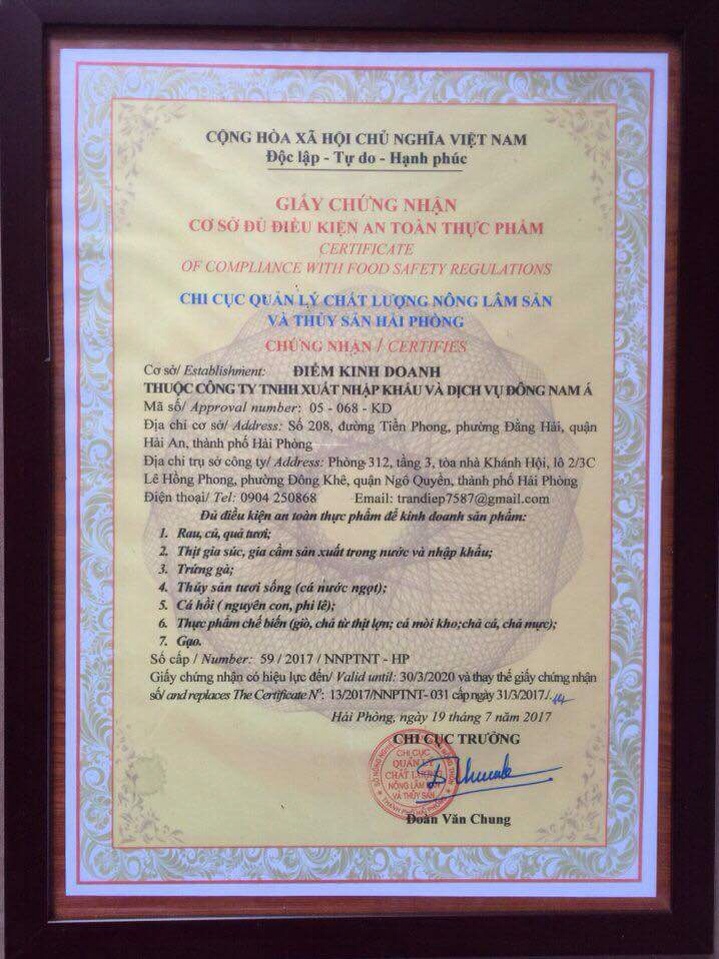 CỘNG HÒA XÃ HỘI CHỦ NGHĨA VIỆT NAM
Độc lập - Tự do - Hạnh phúc
GIẤY CHỨNG NHẬN
CƠ SỞ ĐỦ ĐIỀU KIỆN AN TOÀN THỰC PHẨM
CERTIFICATE
OF COMPLIANCE WITH FOOD SAFETY REGULATIONS
CHI CỤC QUẢN LÝ CHẤT LƯỢNG NÔNG LÂM SẢN
VÀ THỦY SẢN HẢI PHÒNG
CHỨNG NHẬN / CERTIFIES
Cơ sở/ Establishment: ĐIỂM KINH DOANH
THUỘC CÔNG TY TNHH XUẤT NHẬP KHẨU VÀ DỊCH VỤ ĐÔNG NAM Á
Mã số/ Approval number: 05 - 068 - KD
Địa chỉ cơ sở/ Address: Số 208, đường Tiền Phong, phường Đằng Hải, quận
Hải An, thành phố Hải Phòng
Địa chỉ trụ sở công ty/ Address: Phòng 312, tầng 3, tòa nhà Khánh Hội, lô 2/3C
Lê Hồng Phong, phường Đông Khê, quận Ngô Quyền, thành phố Hải Phòng
Điện thoại/ Tel: 0904 250868 Email: trandiep7587@gmail.com
Đủ điều kiện an toàn thực phẩm để kinh doanh sản phẩm:
1. Rau, củ, quả tươi;
2. Thịt gia súc, gia cầm sản xuất trong nước và nhập khẩu;
3. Trứng gà;
4. Thủy sản tươi sống (cá nước ngọt);
5. Cá hồi ( nguyên con, phi lê);
6. Thực phẩm chế biến (giò, chả từ thịt lợn; cá mòi kho;chả cá, chả mực);
7. Gạo.
Số cấp / Number: 59 / 2017 / NNPTNT - HP
Giấy chứng nhận có hiệu lực đến/ Valid until: 30/3/2020 và thay thế giấy chứng nhận
số/ and replaces The Certificate Nº: 13/2017/NNPTNT- 031 cấp ngày 31/3/2017./.
Hải Phòng, ngày 19 tháng 7 năm 2017
CHI CỤC TRƯỞNG
CHI CỤC
QUẢN LÝ
CHẤT LƯỢNG
NÔNG LÂM SẢN
VÀ THỦY SẢN
Đoàn Văn Chung